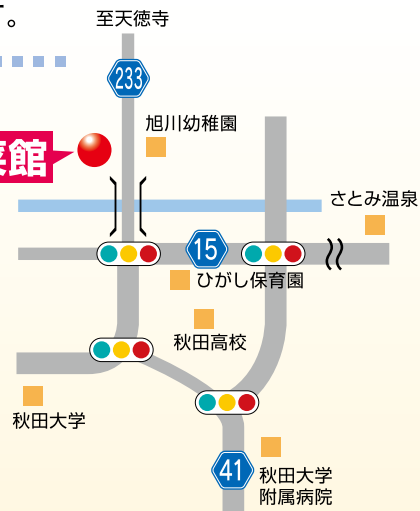 す。
至天徳寺
233
旭川幼稚園
菜館
さとみ温泉
15
ひがし保育園
秋田高校
秋田大学
41
秋田大学
附属病院